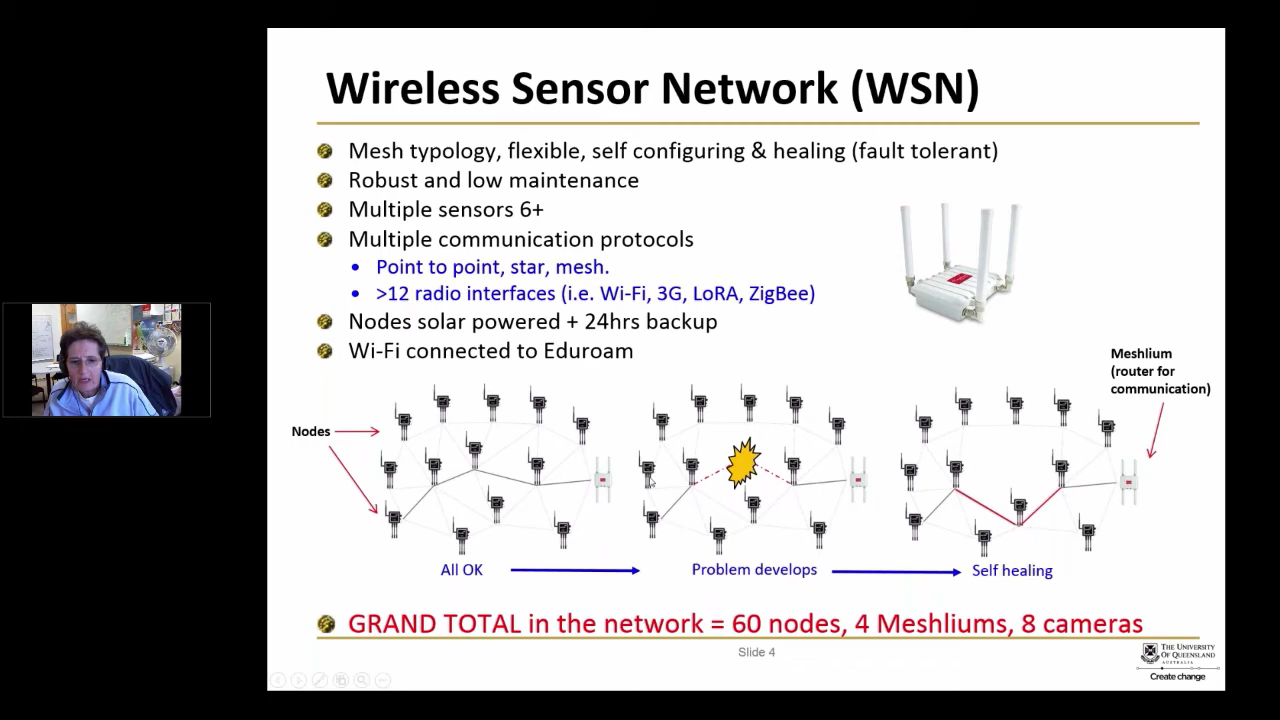 Wireless Sensor Network (WSN)
Mesh typology, flexible, self configuring & healing (fault tolerant)
Robust and low maintenance
Multiple sensors 6+
Multiple communication protocols
Point to point, star, mesh.
>12 radio interfaces (i.e. Wi-Fi, 3G, LoRA, ZigBee)
Nodes solar powered + 24hrs backup
Wi-Fi connected to Eduroam
Meshlium
(router for
communication)
Nodes
All OK
Problem develops
Self healing
GRAND TOTAL in the network = 60 nodes, 4 Meshliums, 8 cameras
Slide 4
THE UNIVERSITY
OF QUEENSLAND
AUSTRALIA
Create change